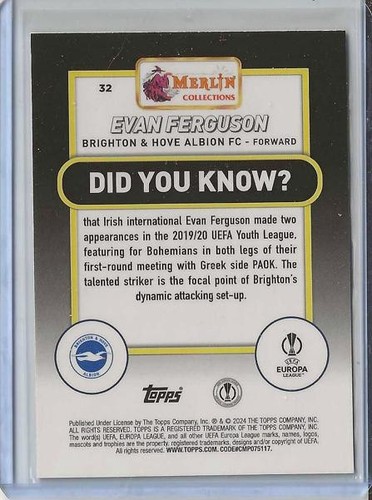 32
MERLIN
COLLECTIONS
EVAN FERGUSON
BRIGHTON & HOVE ALBION FC - FORWARD
DID YOU KNOW?
that Irish international Evan Ferguson made two
appearances in the 2019/20 UEFA Youth League,
featuring for Bohemians in both legs of their
first-round meeting with Greek side PAOK. The
talented striker is the focal point of Brighton's
dynamic attacking set-up.
BRIGHTON & HOVE
ALBION
UEFA
EUROPA
LEAGUE™
Topps
Published Under License by The Topps Company, Inc. ® & © 2024 THE TOPPS COMPANY, INC.
ALL RIGHTS RESERVED. TOPPS IS A REGISTERED TRADEMARK OF THE TOPPS COMPANY, INC.
The word(s) UEFA, EUROPA LEAGUE, and all other UEFA Europa League marks, names, logos,
mascots and trophies are the property, registered trademarks, designs and/or copyright of UEFA.
All rights reserved. WWW.TOPPS.COM. CODE#CMP075117.